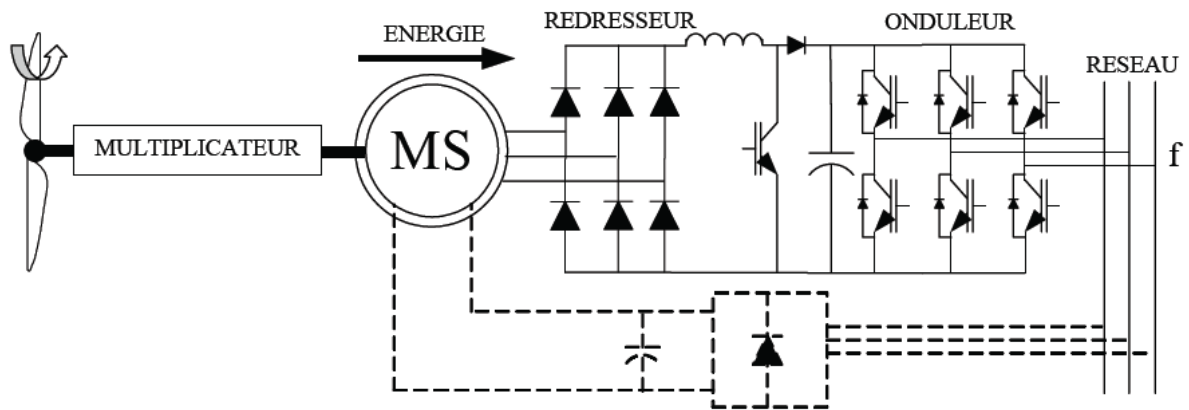 REDRESSEUR
ENERGIE
ONDULEUR
RESEAU
MULTIPLICATEUR
MS
f